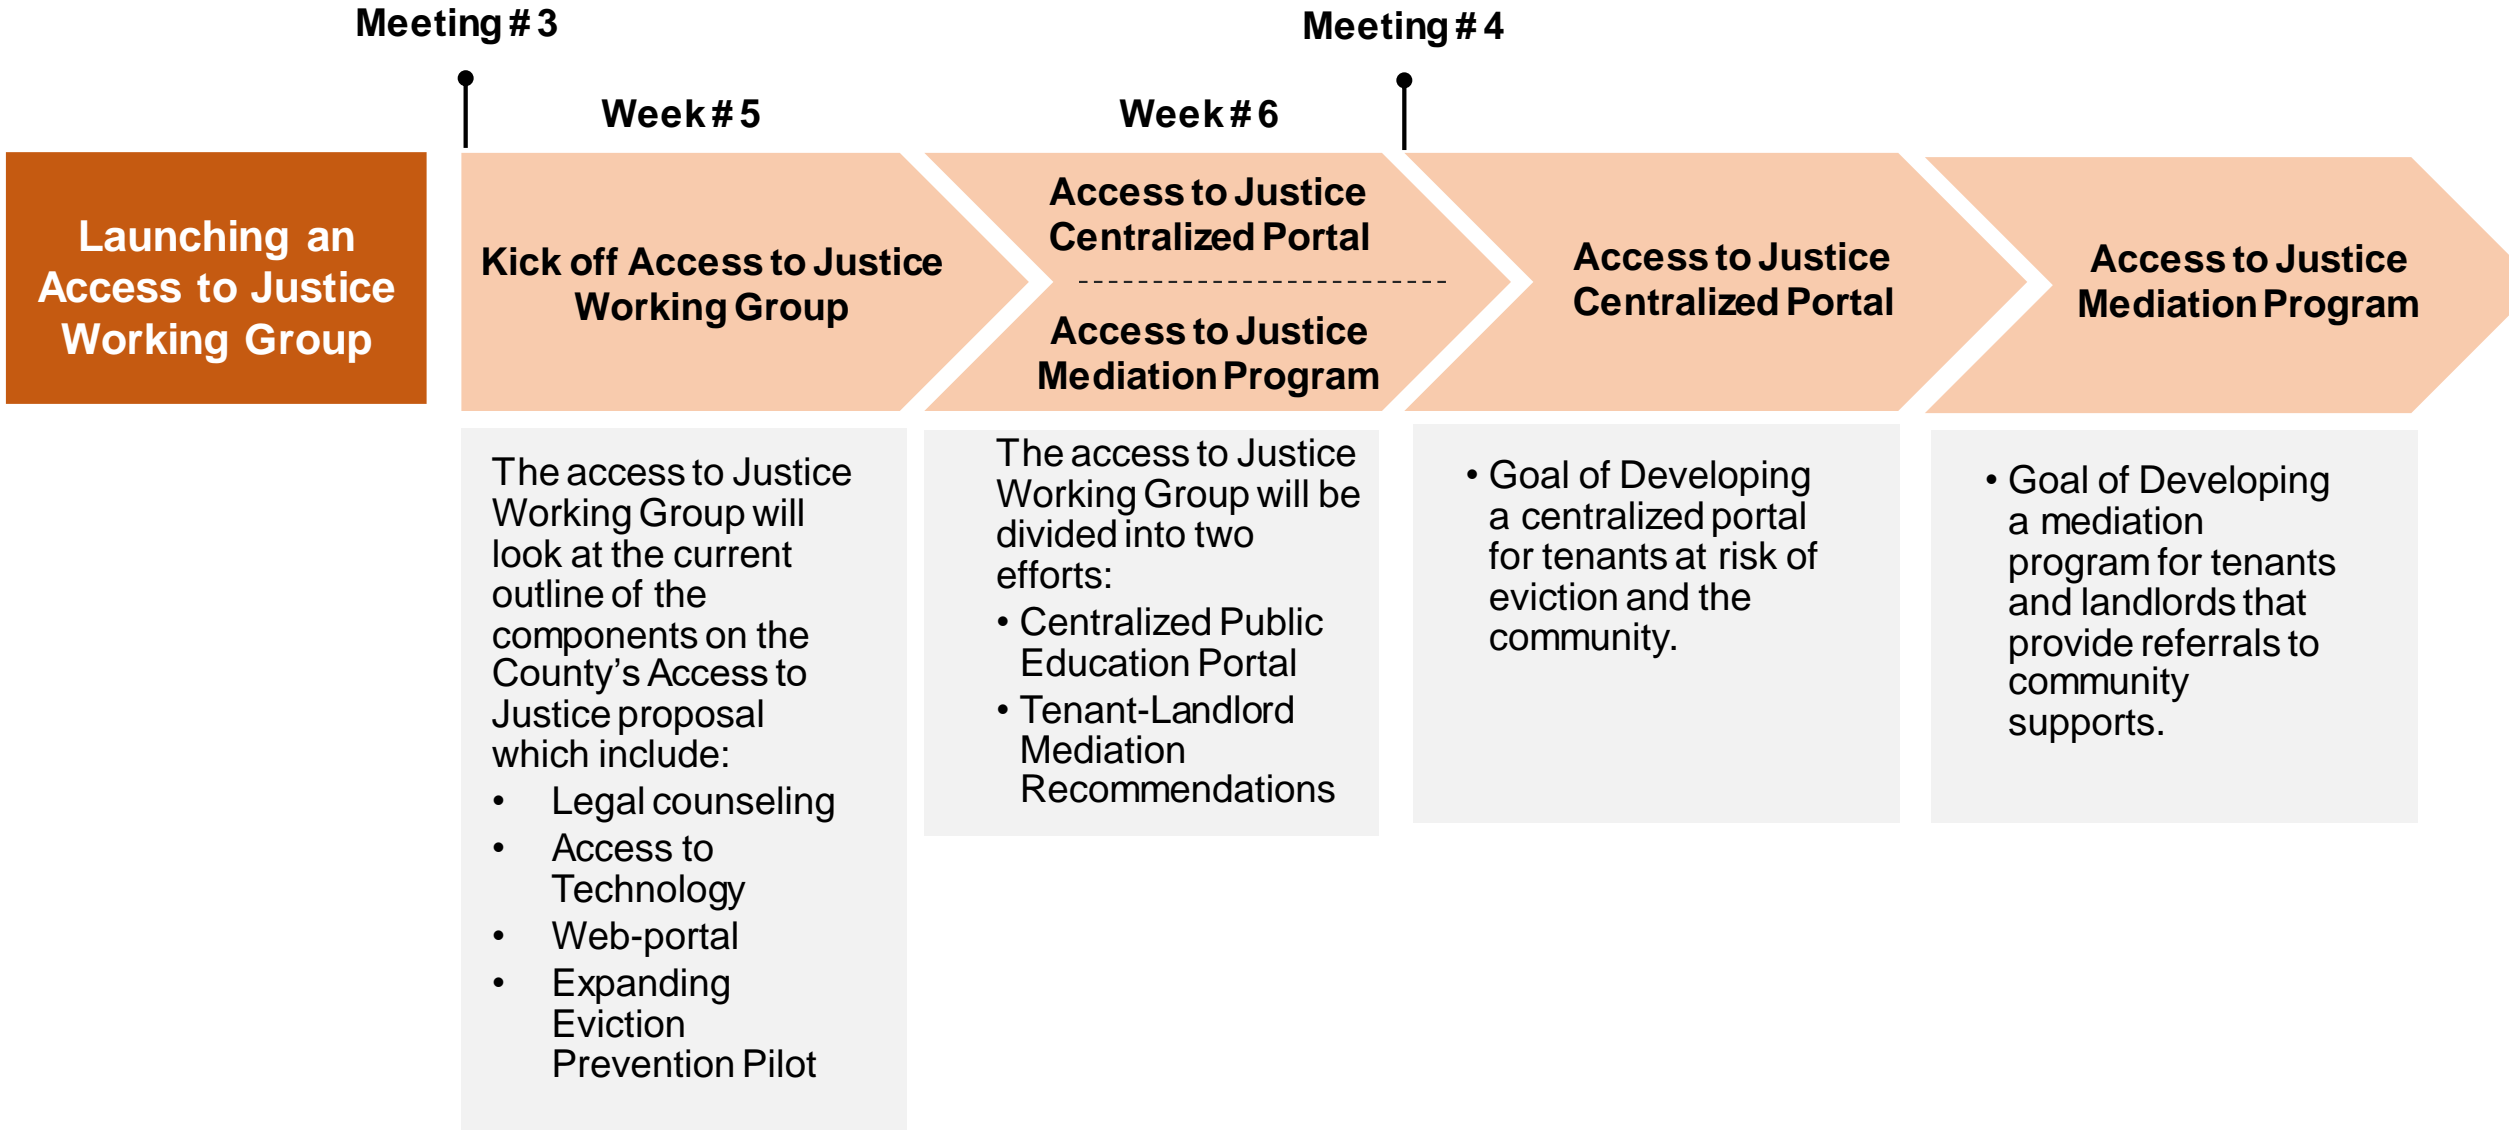 Meeting # 3
Meeting # 4
Week # 5
Week # 6
Launching an
Access to Justice
Working Group
Kick off Access to Justice
Working Group
Access to Justice
Centralized Portal
Access to Justice
Mediation Program
Access to Justice
Centralized Portal
Access to Justice
Mediation Program
The access to Justice
Working Group will
look at the current
outline of the
components on the
County’s Access to
Justice proposal
which include:
• Legal counseling
• Access to
Technology
• Web-portal
• Expanding
Eviction
Prevention Pilot
The access to Justice
Working Group will be
divided into two
efforts:
• Centralized Public
Education Portal
• Tenant-Landlord
Mediation
Recommendations
• Goal of Developing
a centralized portal
for tenants at risk of
eviction and the
community.
• Goal of Developing
a mediation
program for tenants
and landlords that
provide referrals to
community
supports.